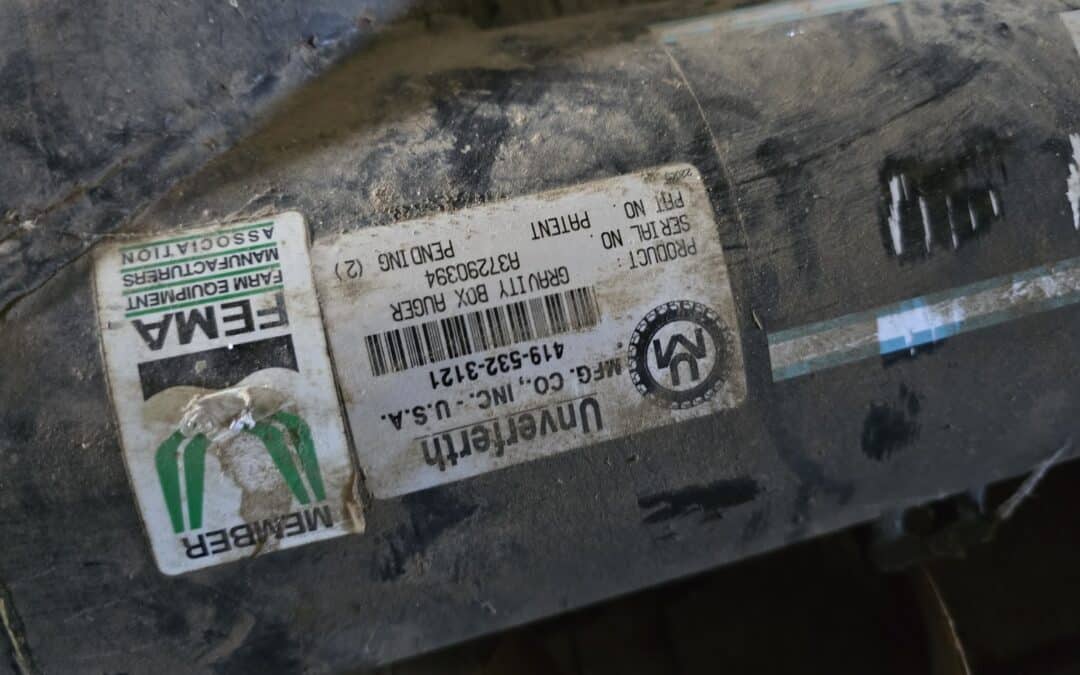 Unverferth
MFG. CO., INC. - U.S.A.
419-532-3121
PRODUCT: GRAVITY BOX AUGER
SERIAL NO A37290394
PAT NO. PATENT PENDING (2)
MEMBER
FEMA
FARM EQUIPMENT
MANUFACTURERS
ASSOCIATION